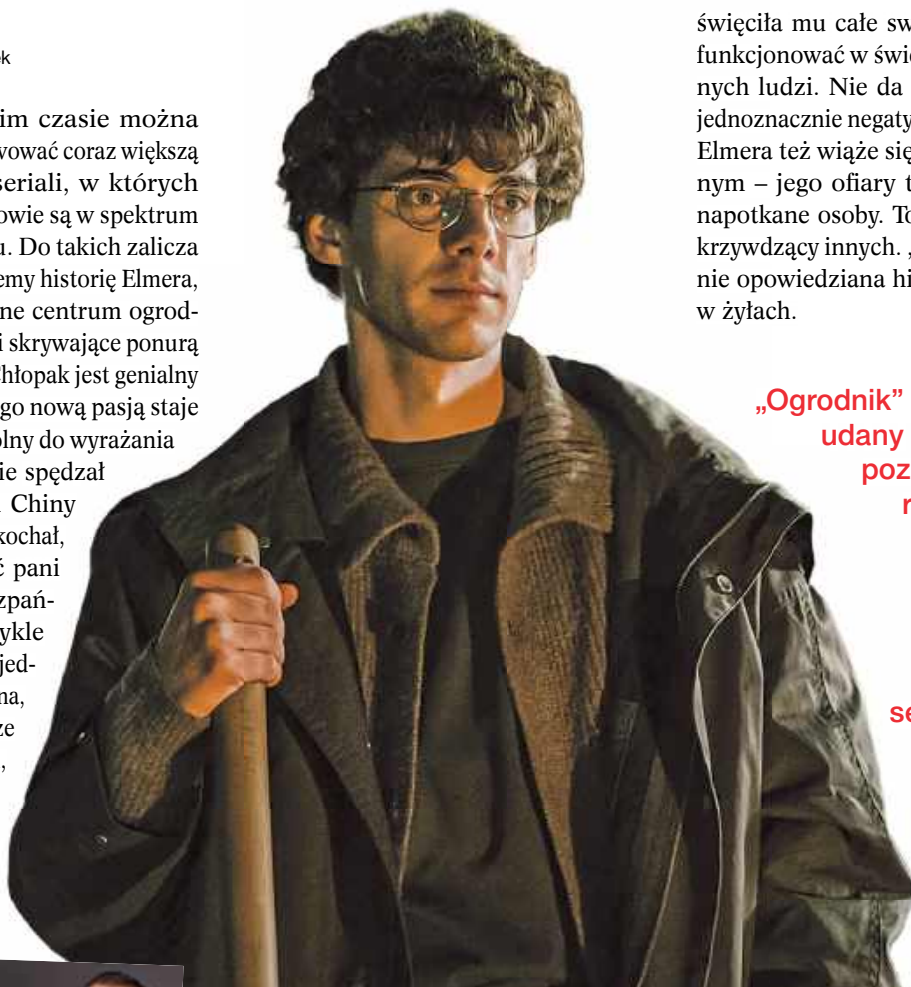 im czasie można
wować coraz większą
seriali, w których
owie są w spektrum
u. Do takich zalicza
emy historię Elmera,
ne centrum ogrod-
i skrywające ponurą
Chłopak jest genialny
go nową pasją staje
olny do wyrażania
ie spędzał
Chiny
kochał,
ć pani
zpań-
ykle
jed-
na,
ze
,
święciła mu całe sw
funkcjonować w świe
nych ludzi. Nie da
jednoznacznie negaty
Elmera też wiąże się
nym – jego ofiary t
napotkane osoby. To
krzywdzący innych. „
nie opowiedziana hi
w żyłach.
„Ogrodnik”
udany
poz
r
se